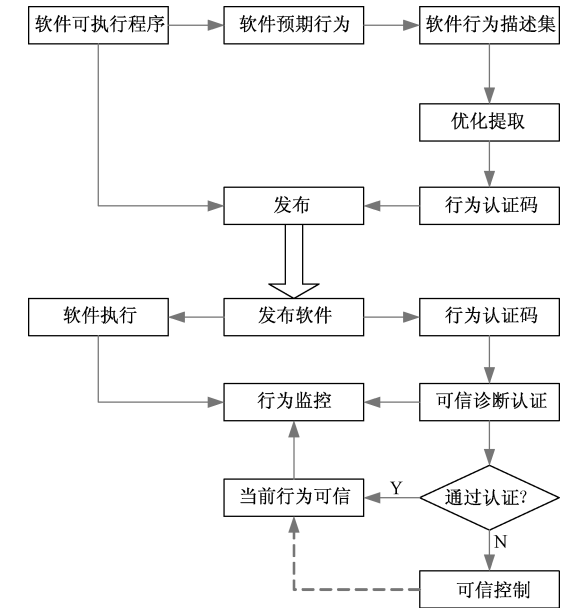 软件可执行程序
软件预期行为
软件行为描述集
优化提取
发布
行为认证码
软件执行
发布软件
行为认证码
行为监控
可信诊断认证
当前行为可信
Y
通过认证?
N
可信控制